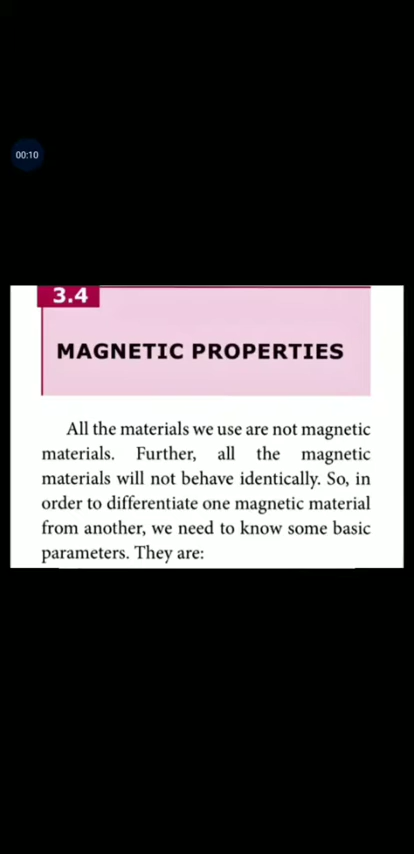 00:10
3.4
MAGNETIC PROPERTIES
All the materials we use are not magnetic
materials. Further, all the magnetic
materials will not behave identically. So, in
order to differentiate one magnetic material
from another, we need to know some basic
parameters. They are: